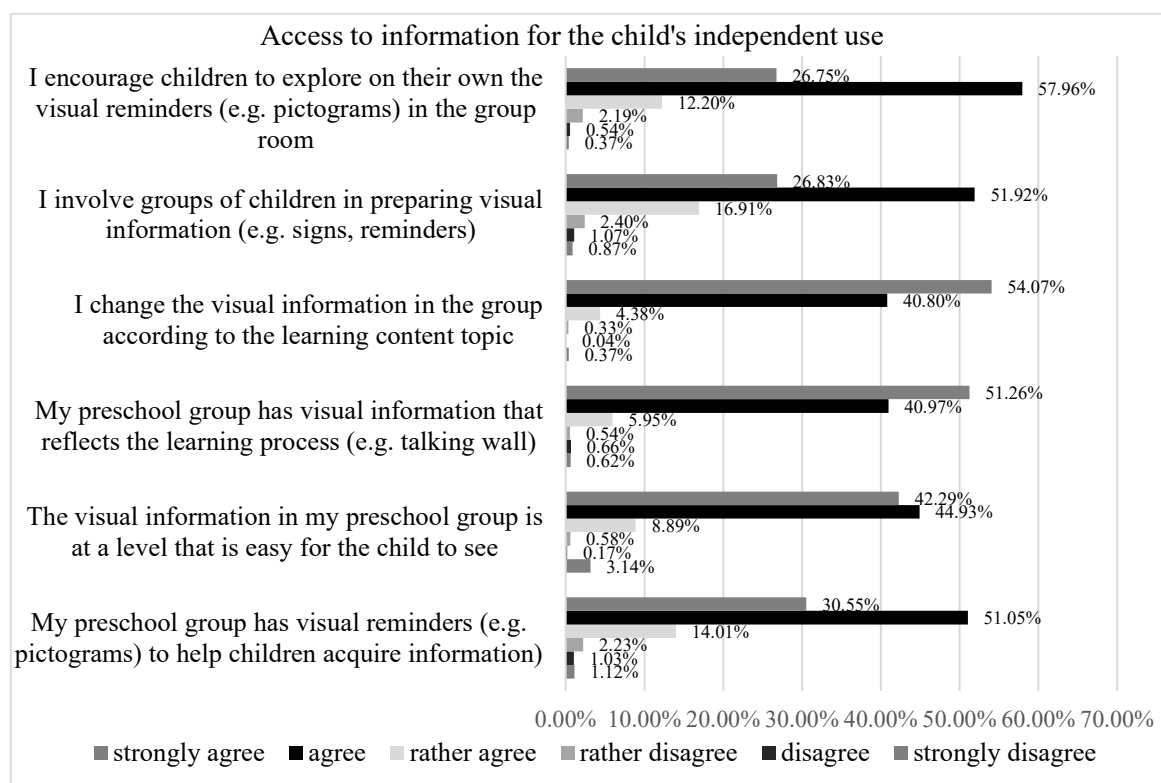 Access to information for the child's independent use
I encourage children to explore on their own the
visual reminders (e.g. pictograms) in the group
room
26.75%
57.96%
12.20%
2.19%
0.54%
0.37%
I involve groups of children in preparing visual
information (e.g. signs, reminders)
26.83%
51.92%
16.91%
2.40%
1.07%
0.87%
I change the visual information in the group
according to the learning content topic
54.07%
40.80%
4.38%
0.33%
0.04%
0.37%
My preschool group has visual information that
reflects the learning process (e.g. talking wall)
51.26%
40.97%
5.95%
0.54%
0.66%
0.62%
The visual information in my preschool group is
at a level that is easy for the child to see
42.29%
44.93%
8.89%
0.58%
0.17%
3.14%
My preschool group has visual reminders (e.g.
pictograms) to help children acquire information)
30.55%
51.05%
14.01%
2.23%
1.03%
1.12%
0.00% 10.00% 20.00% 30.00% 40.00% 50.00% 60.00% 70.00%
strongly agree agree rather agree rather disagree disagree strongly disagree